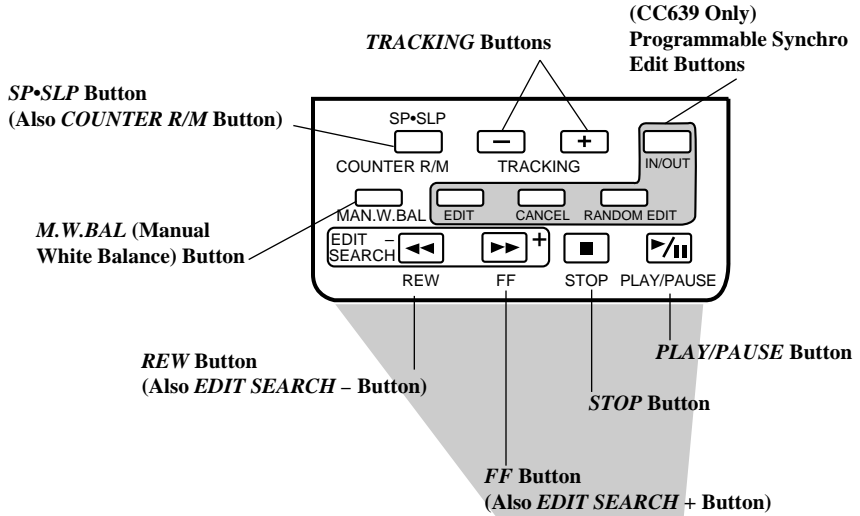 (CC639 Only)
Programmable Synchro
Edit Buttons
TRACKING Buttons
SP•SLP Button
(Also COUNTER R/M Button)
SP•SLP
– +
COUNTER R/M TRACKING IN/OUT
M.W.BAL (Manual
White Balance) Button
MAN.W.BAL EDIT CANCEL RANDOM EDIT
EDIT – +
SEARCH
REW FF STOP PLAY/PAUSE
PLAY/PAUSE Button
REW Button
(Also EDIT SEARCH – Button)
STOP Button
FF Button
(Also EDIT SEARCH + Button)